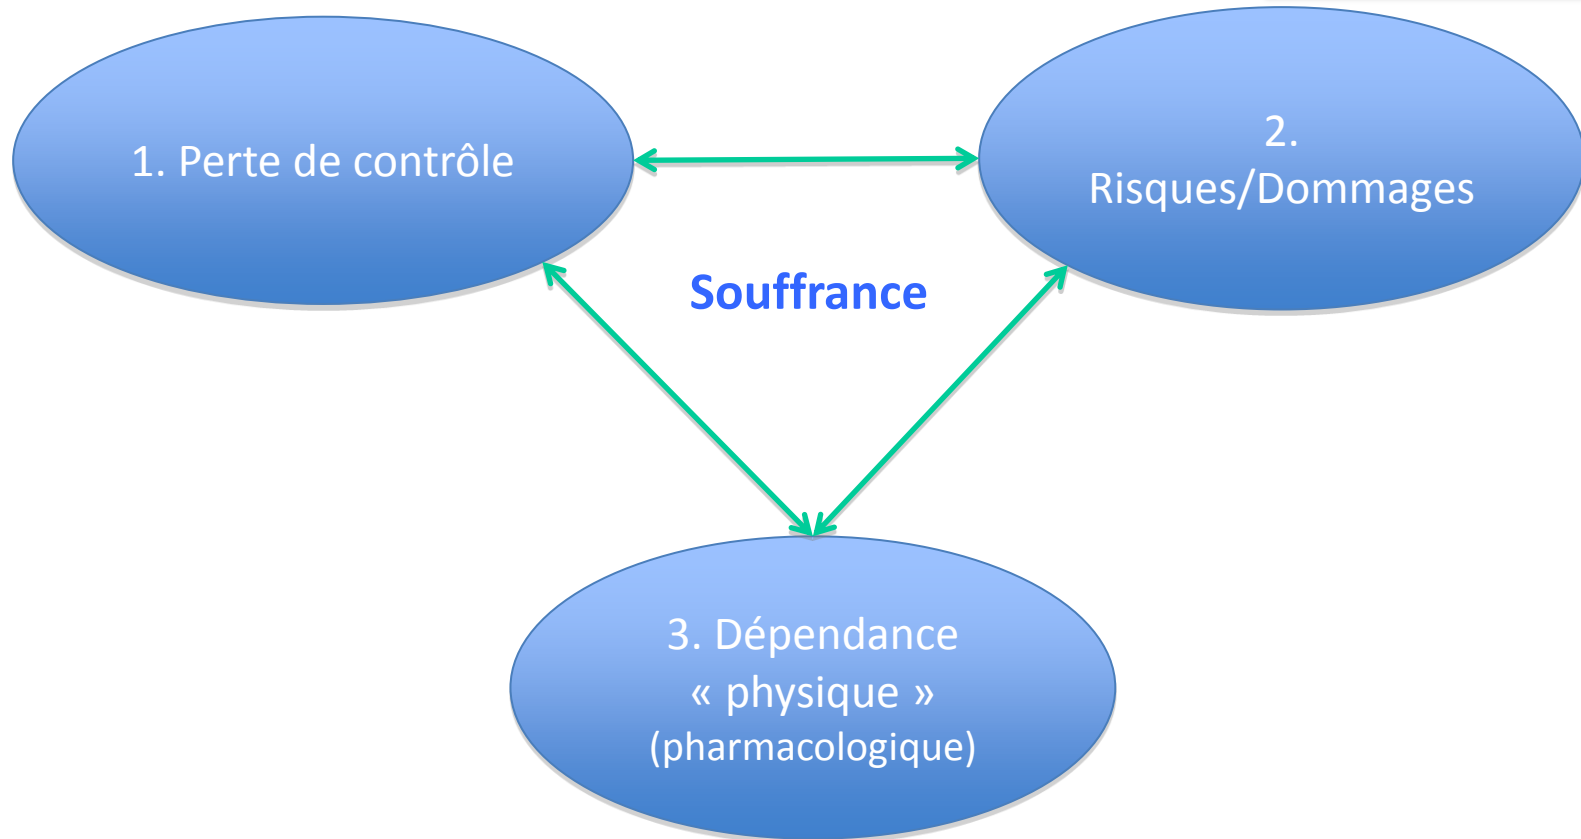 1. Perte de contrôle
2.
Risques/Dommages
Souffrance
3. Dépendance
« physique »
(pharmacologique)